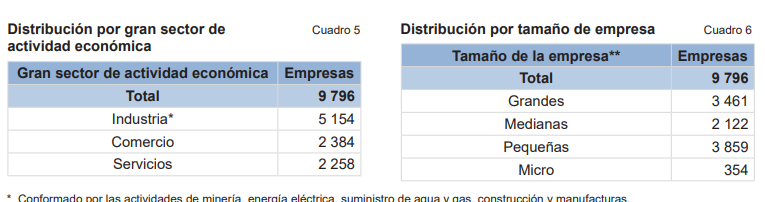 Distribución por gran sector de
actividad económica
Cuadro 5
Gran sector de actividad económica Empresas
Total 9 796
Industria* 5 154
Comercio 2 384
Servicios 2 258
Distribución por tamaño de empresa
Cuadro 6
Tamaño de la empresa** Empresas
Total 9 796
Grandes 3 461
Medianas 2 122
Pequeñas 3 859
Micro 354
* Conformado por las actividades de minería, energía eléctrica, suministro de agua y gas, construcción y manufacturas.